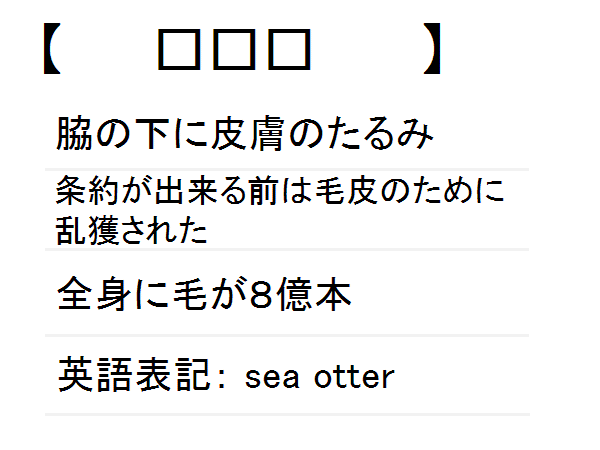 【 □□□ 】
脇の下に皮膚のたるみ
条約が出来る前は毛皮のために
乱獲された
全身に毛が８億本
英語表記： sea otter